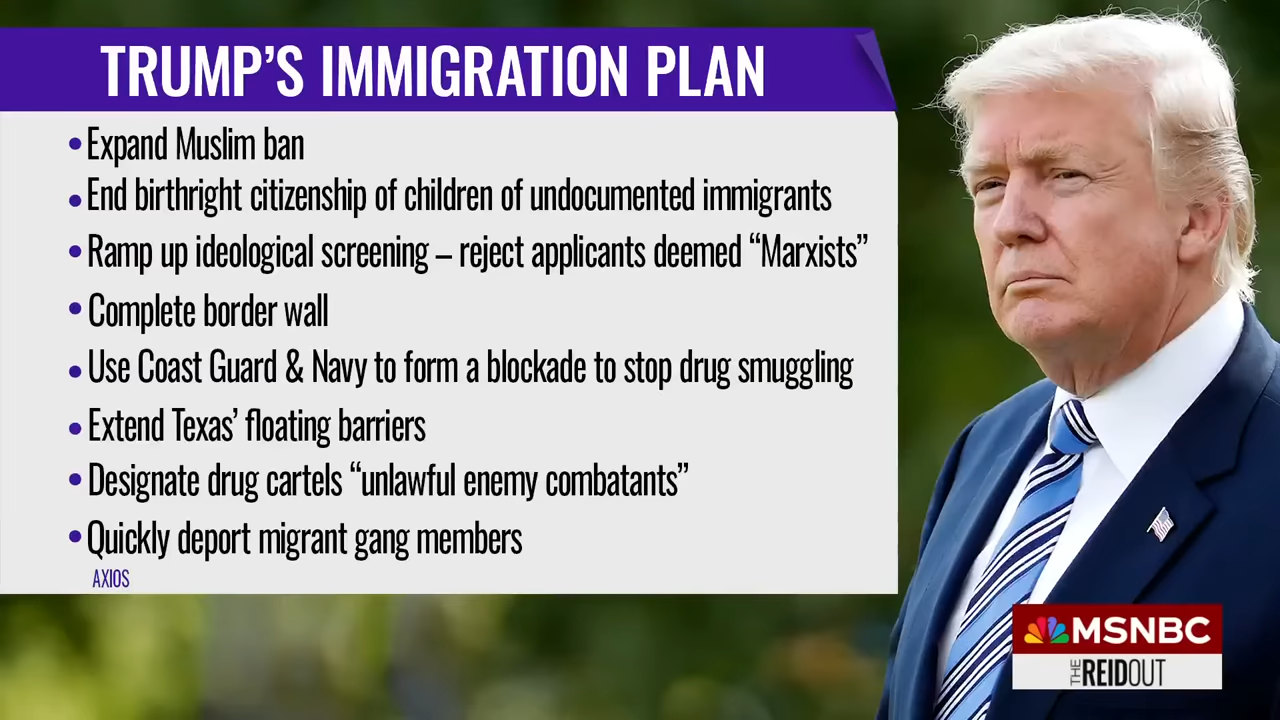 TRUMP’S IMMIGRATION PLAN
•Expand Muslim ban
•End birthright citizenship of children of undocumented immigrants
•Ramp up ideological screening – reject applicants deemed “Marxists”
•Complete border wall
•Use Coast Guard & Navy to form a blockade to stop drug smuggling
•Extend Texas’ floating barriers
•Designate drug cartels “unlawful enemy combatants”
•Quickly deport migrant gang members
AXIOS
MSNBC
THE REIDOUT